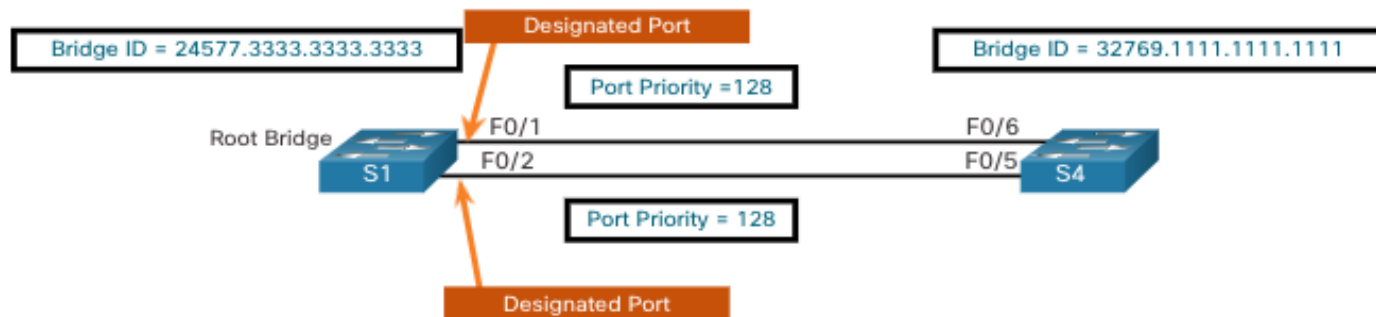 Designated Port
Bridge ID = 24577.3333.3333.3333
Bridge ID = 32769.1111.1111.1111
Port Priority =128
Root Bridge
F0/1
F0/6
F0/2
F0/5
S1
S4
Port Priority = 128
Designated Port